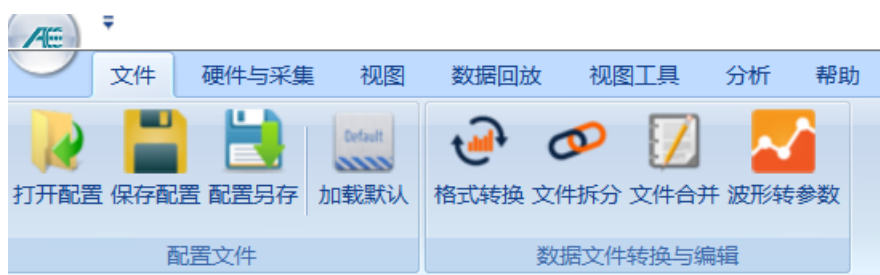 AE
文件 硬件与采集 视图 数据回放 视图工具 分析 帮助
Default
打开配置 保存配置 配置另存 加载默认 格式转换 文件拆分 文件合并 波形转参数
配置文件 数据文件转换与编辑